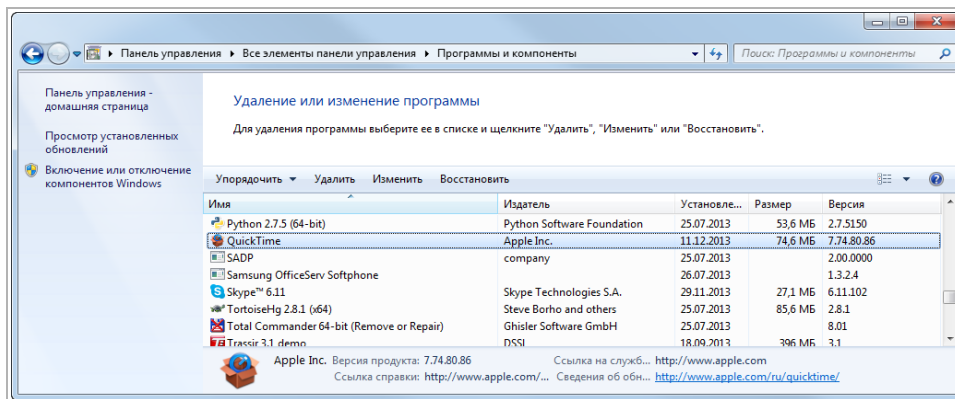 Панель управления ▸ Все элементы панели управления ▸ Программы и компоненты
Поиск: Программы и компоненты
Панель управления - домашняя страница
Просмотр установленных обновлений
Включение или отключение компонентов Windows
Удаление или изменение программы
Для удаления программы выберите ее в списке и щелкните "Удалить", "Изменить" или "Восстановить".
Упорядочить Удалить Изменить Восстановить
Имя Издатель Установле... Размер Версия
Python 2.7.5 (64-bit) Python Software Foundation 25.07.2013 53,6 МБ 2.7.5150
QuickTime Apple Inc. 11.12.2013 74,6 МБ 7.74.80.86
SADP company 25.07.2013 2.00.0000
Samsung OfficeServ Softphone 26.07.2013 1.3.2.4
Skype™ 6.11 Skype Technologies S.A. 29.11.2013 27,1 МБ 6.11.102
TortoiseHg 2.8.1 (x64) Steve Borho and others 25.07.2013 85,6 МБ 2.8.1
Total Commander 64-bit (Remove or Repair) Ghisler Software GmbH 25.07.2013 8.01
Trassir 3.1 demo DSSL 18.09.2013 396 МБ 3.1
Apple Inc. Версия продукта: 7.74.80.86 Ссылка на служб... http://www.apple.com
Ссылка справки: http://www.apple.com/... Сведения об обн... http://www.apple.com/ru/quicktime/